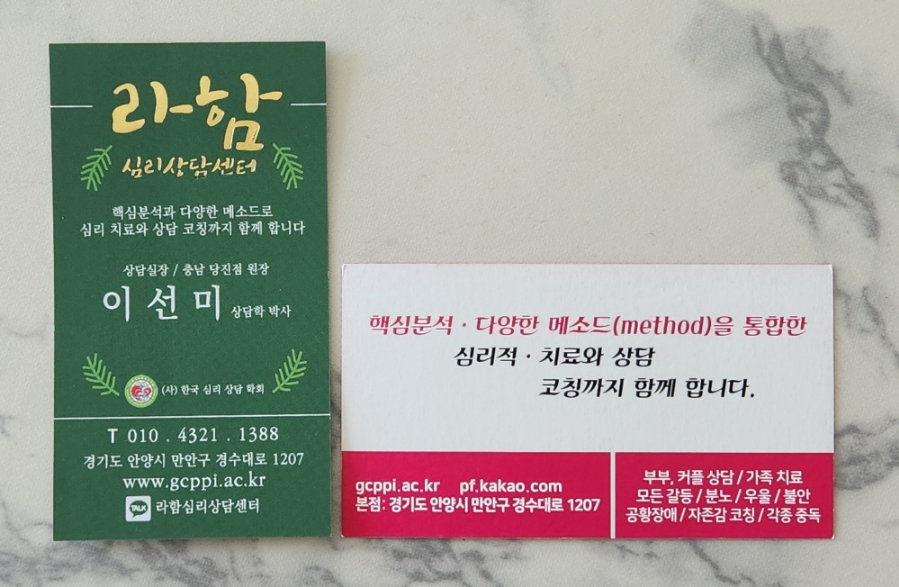 라함
심리상담센터
핵심분석과 다양한 메소드로
심리 치료와 상담 코칭까지 함께 합니다
상담실장 / 충남 당진점 원장
이 선 미 상담학 박사
(사) 한국 심리 상담 학회
T 010 . 4321 . 1388
경기도 안양시 만안구 경수대로 1207
www.gcppi.ac.kr
TALK 라함심리상담센터
핵심분석 · 다양한 메소드(method)을 통합한
심리적 · 치료와 상담
코칭까지 함께 합니다.
gcppi.ac.kr pf.kakao.com
본점: 경기도 안양시 만안구 경수대로 1207
부부, 커플 상담 / 가족 치료
모든 갈등 / 분노 / 우울 / 불안
공황장애 / 자존감 코칭 / 각종 중독